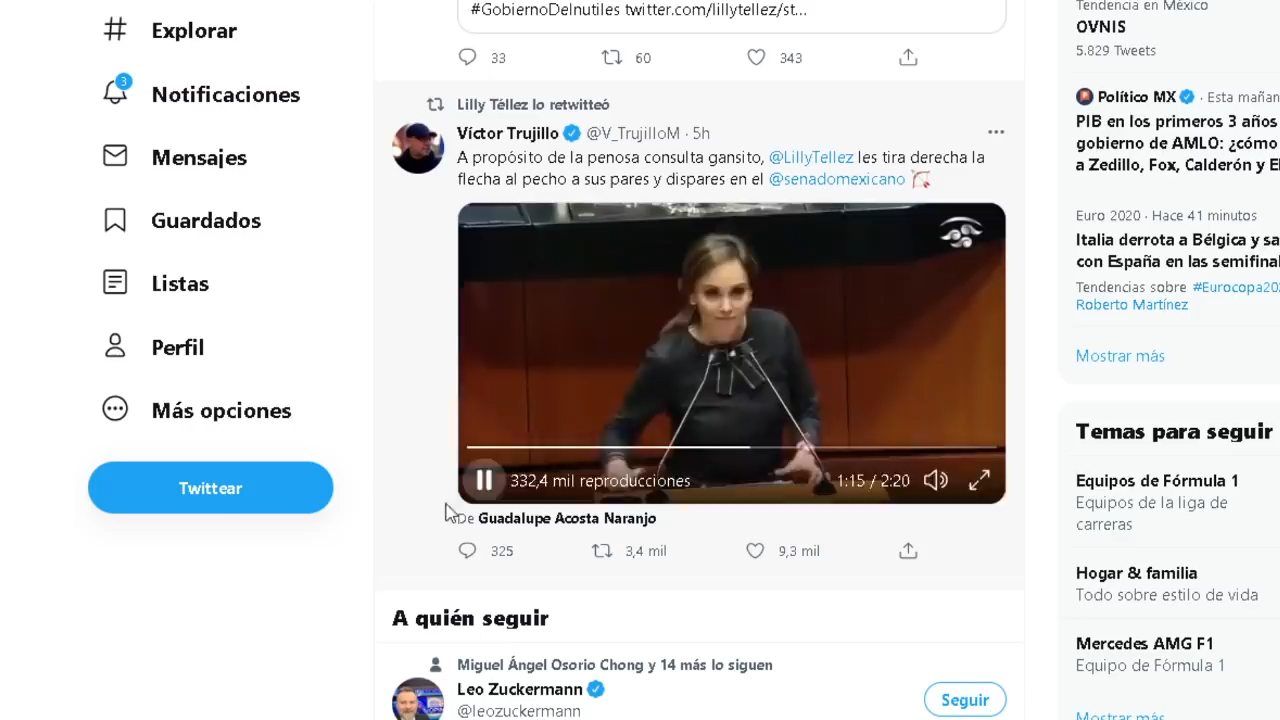 Explorar
3
Notificaciones
Mensajes
Guardados
Listas
Perfil
Más opciones
Twittear
#GobiernoDeInutiles twitter.com/lillytellez/st...
33 60 343
Lilly Téllez lo retwitteó
Víctor Trujillo @V_TrujilloM · 5h
A propósito de la penosa consulta gansito, @LillyTellez les tira derecha la
flecha al pecho a sus pares y dispares en el @senadomexicano
332,4 mil reproducciones 1:15 / 2:20
De Guadalupe Acosta Naranjo
325 3,4 mil 9,3 mil
A quién seguir
Miguel Ángel Osorio Chong y 14 más lo siguen
Leo Zuckermann
@leozuckermann
Seguir
Tendencia en México
OVNIS
5.829 Tweets
Político MX · Esta mañan
PIB en los primeros 3 años
gobierno de AMLO: ¿cómo
a Zedillo, Fox, Calderón y E
Euro 2020 · Hace 41 minutos
Italia derrota a Bélgica y sa
con España en las semifinal
Tendencias sobre #Eurocopa202
Roberto Martínez
Mostrar más
Temas para seguir
Equipos de Fórmula 1
Equipos de la liga de
carreras
Hogar & familia
Todo sobre estilo de vida
Mercedes AMG F1
Equipo de Fórmula 1
Mostrar más